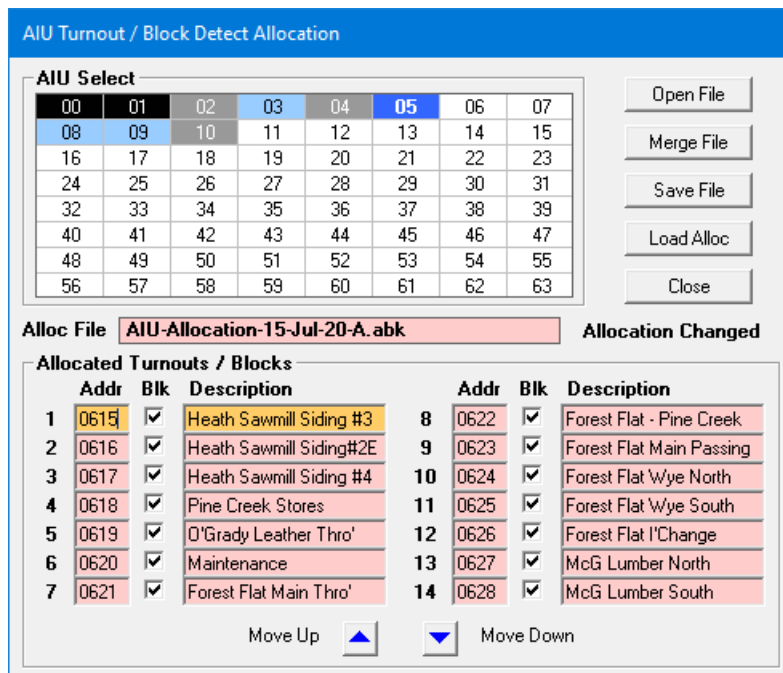 AIU Turnout / Block Detect Allocation
AIU Select
00 01 02 03 04 05 06 07
08 09 10 11 12 13 14 15
16 17 18 19 20 21 22 23
24 25 26 27 28 29 30 31
32 33 34 35 36 37 38 39
40 41 42 43 44 45 46 47
48 49 50 51 52 53 54 55
56 57 58 59 60 61 62 63
Open File
Merge File
Save File
Load Alloc
Close
Alloc File AIU-Allocation-15-Jul-20-A.abk Allocation Changed
Allocated Turnouts / Blocks
Addr Blk Description Addr Blk Description
1 0615 Heath Sawmill Siding #3 8 0622 Forest Flat - Pine Creek
2 0616 Heath Sawmill Siding#2E 9 0623 Forest Flat Main Passing
3 0617 Heath Sawmill Siding #4 10 0624 Forest Flat Wye North
4 0618 Pine Creek Stores 11 0625 Forest Flat Wye South
5 0619 O'Grady Leather Thro' 12 0626 Forest Flat I'Change
6 0620 Maintenance 13 0627 McG Lumber North
7 0621 Forest Flat Main Thro' 14 0628 McG Lumber South
Move Up Move Down